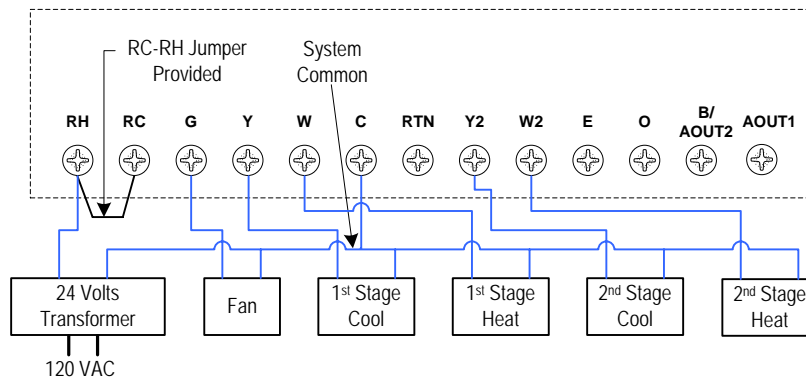 RC-RH Jumper
Provided
System
Common
RH RC G Y W C RTN Y2 W2 E O B/
AOUT2 AOUT1
24 Volts
Transformer
Fan
1st Stage
Cool
1st Stage
Heat
2nd Stage
Cool
2nd Stage
Heat
120 VAC